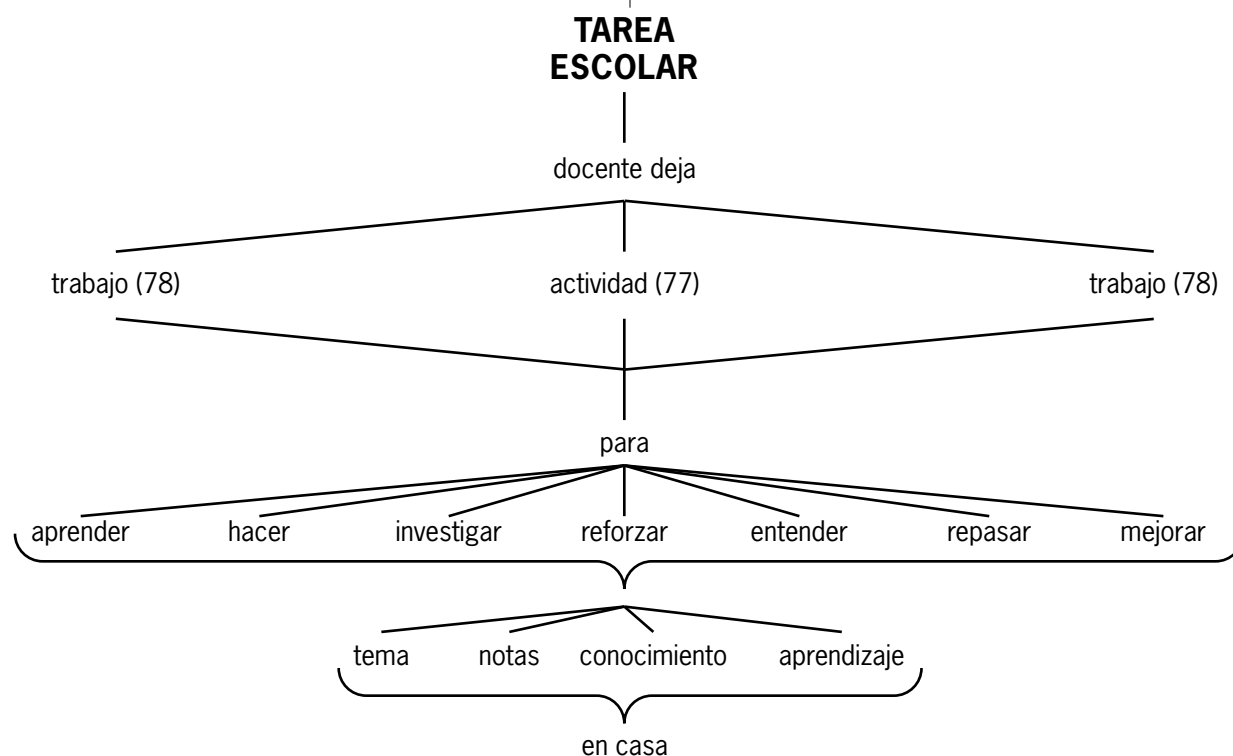 TAREA
ESCOLAR
docente deja
trabajo (78) actividad (77) trabajo (78)
para
aprender hacer investigar reforzar entender repasar mejorar
tema notas conocimiento aprendizaje
en casa